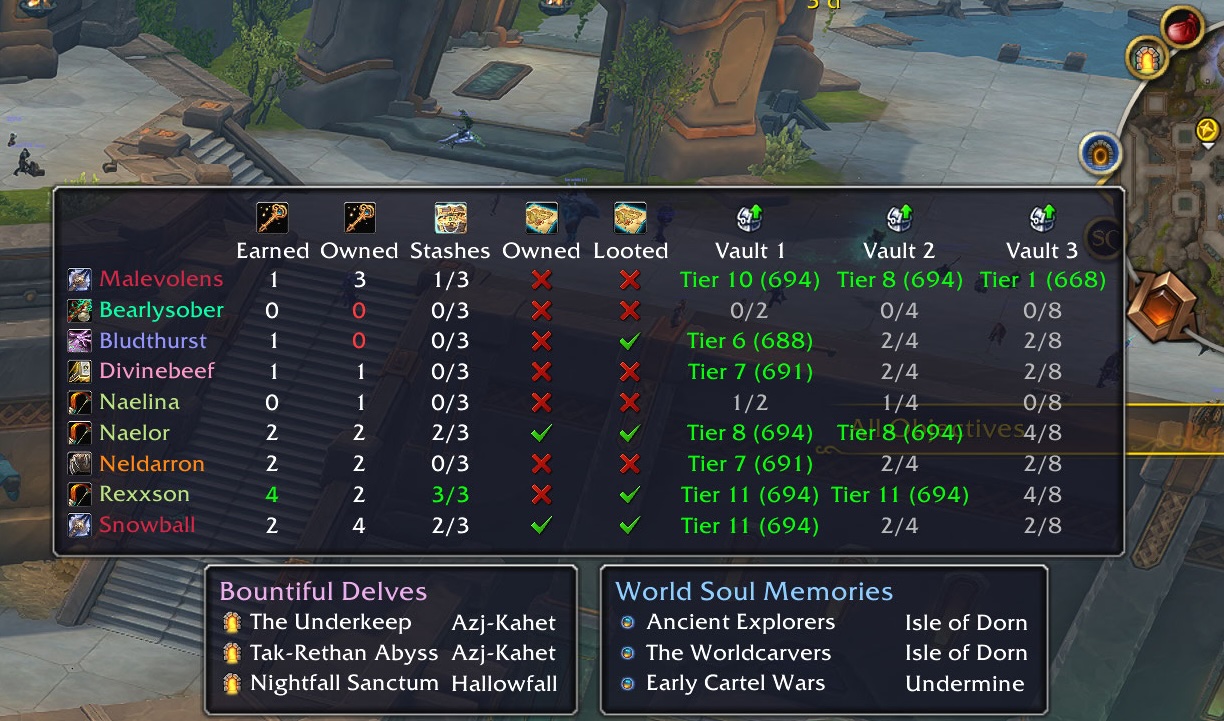 Earned Owned Stashes Owned Looted Vault 1 Vault 2 Vault 3
Malevolens 1 3 1/3 Tier 10 (694) Tier 8 (694) Tier 1 (668)
Bearlysober 0 0 0/3 0/2 0/4 0/8
Bludthurst 1 0 0/3 Tier 6 (688) 2/4 2/8
Divinebeef 1 1 0/3 Tier 7 (691) 2/4 2/8
Naelina 0 1 0/3 1/2 1/4 0/8
All Objectives
Naelor 2 2 2/3 Tier 8 (694) Tier 8 (694) 4/8
Neldarron 2 2 0/3 Tier 7 (691) 2/4 2/8
Rexxson 4 2 3/3 Tier 11 (694) Tier 11 (694) 4/8
Snowball 2 4 2/3 Tier 11 (694) 2/4 2/8
Bountiful Delves
The Underkeep Azj-Kahet
Tak-Rethan Abyss Azj-Kahet
Nightfall Sanctum Hallowfall
World Soul Memories
Ancient Explorers Isle of Dorn
The Worldcarvers Isle of Dorn
Early Cartel Wars Undermine